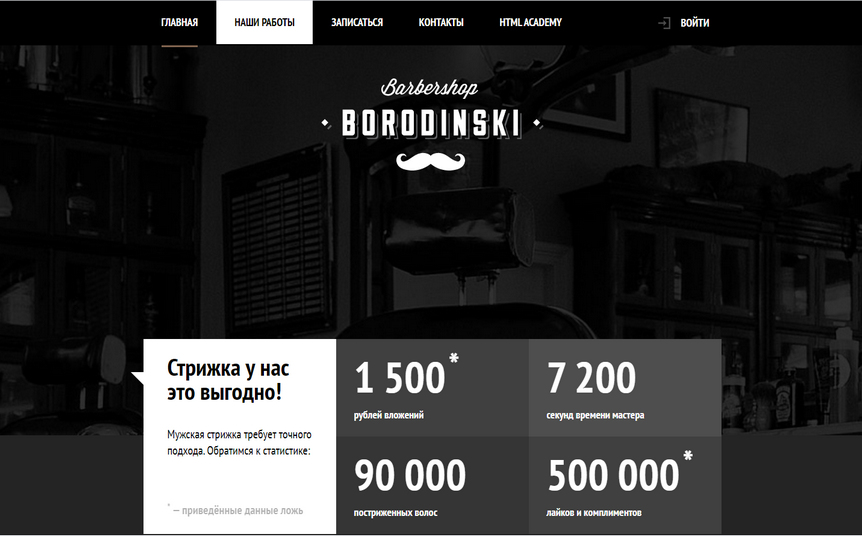 ГЛАВНАЯ НАШИ РАБОТЫ ЗАПИСАТЬСЯ КОНТАКТЫ HTML ACADEMY ВОЙТИ
Barbershop
BORODINSKI
Стрижка у нас
это выгодно!
Мужская стрижка требует точного
подхода. Обратимся к статистике:
* — приведённые данные ложь
1 500*
рублей вложений
7 200
секунд времени мастера
90 000
постриженных волос
500 000*
лайков и комплиментов